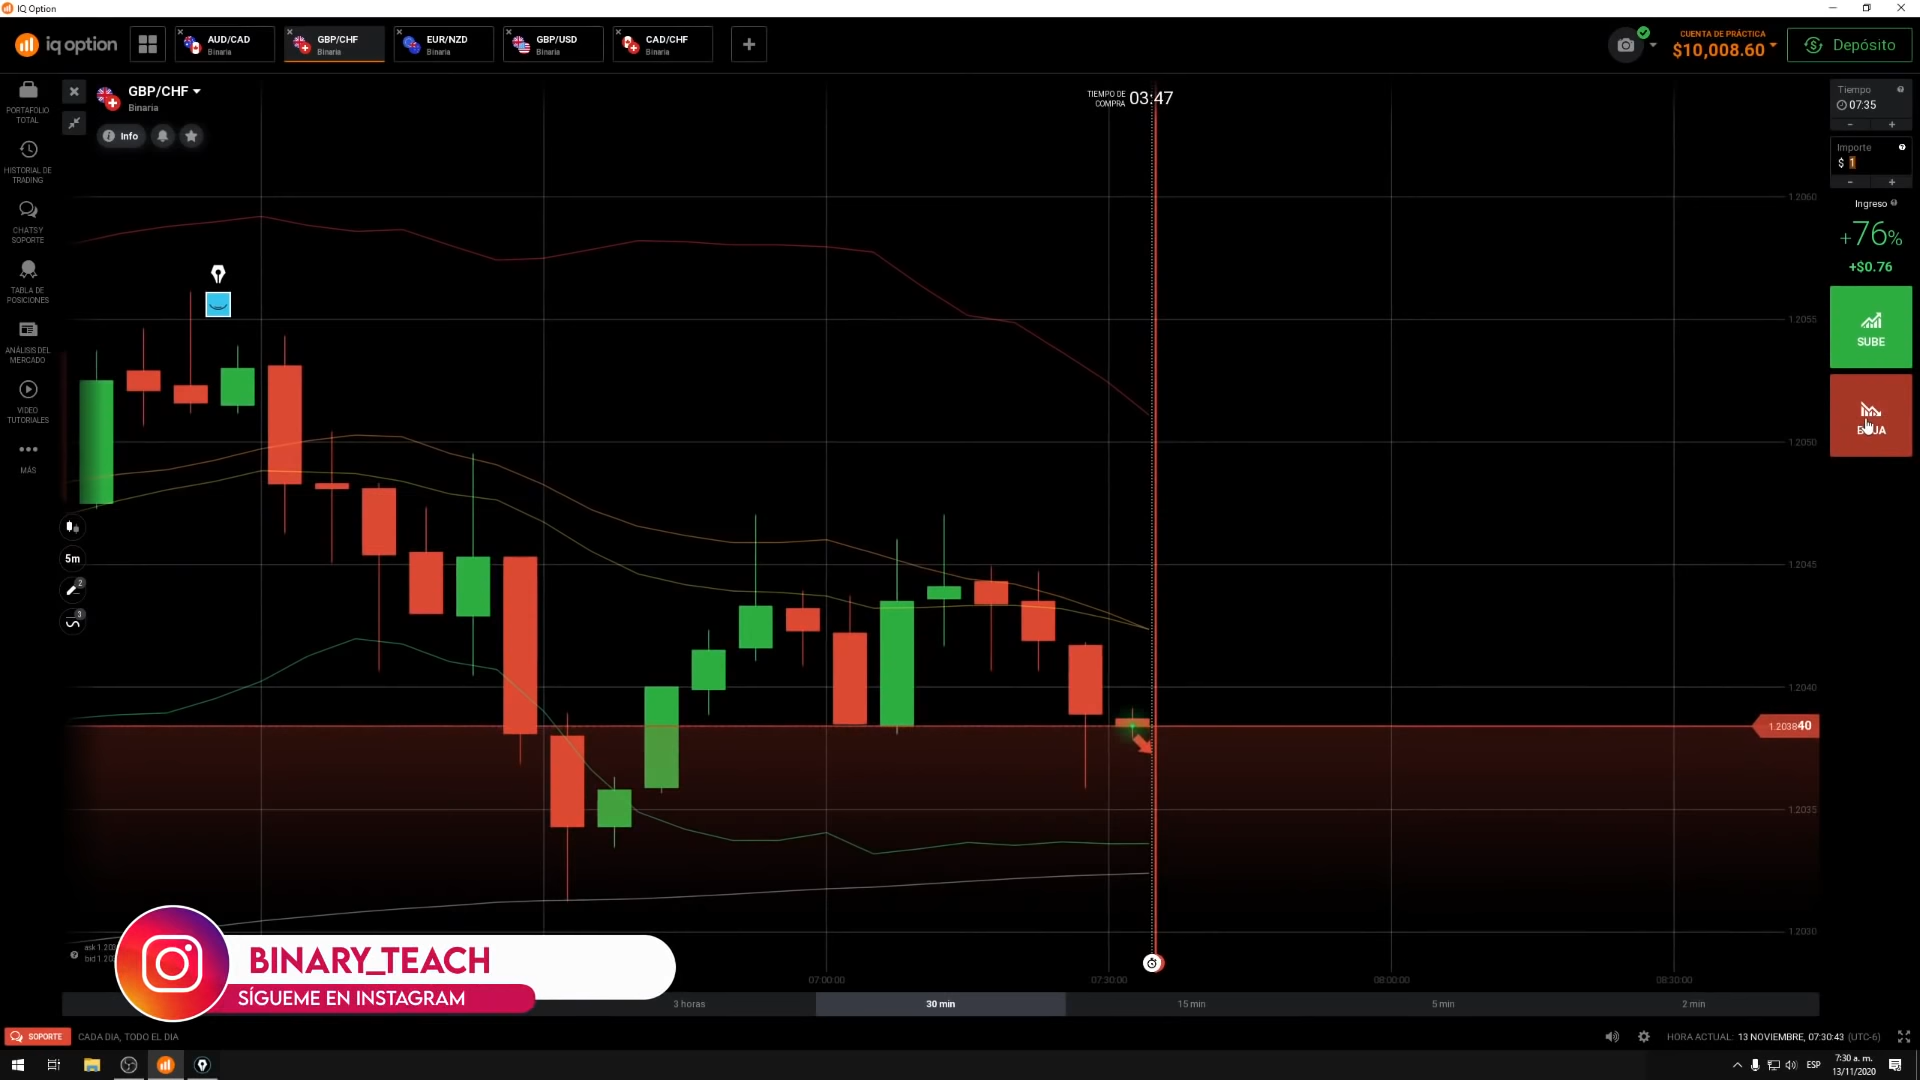 IQ Option
iq option
AUD/CAD
Binaria
GBP/CHF
Binaria
EUR/NZD
Binaria
GBP/USD
Binaria
CAD/CHF
Binaria
CUENTA DE PRÁCTICA
$10,008.60
Depósito
PORTAFOLIO
TOTAL
HISTORIAL DE
TRADING
CHATS Y
SOPORTE
TABLA DE
POSICIONES
ANÁLISIS DEL
MERCADO
VIDEO
TUTORIALES
MÁS
GBP/CHF
Binaria
Info
TIEMPO DE
COMPRA
03:47
Tiempo
07:35
Importe
$ 1
Ingreso
+76%
+$0.76
SUBE
1.2060
1.2055
1.2050
1.2045
1.2040
1.203840
1.2035
1.2030
5m
2
3
BINARY_TEACH
SÍGUEME EN INSTAGRAM
07:00:00
07:30:00
08:00:00
08:30:00
3 horas
30 min
15 min
5 min
2 min
SOPORTE
CADA DIA, TODO EL DIA
HORA ACTUAL: 13 NOVIEMBRE, 07:30:43 (UTC-6)
ESP
7:30 a. m.
13/11/2020